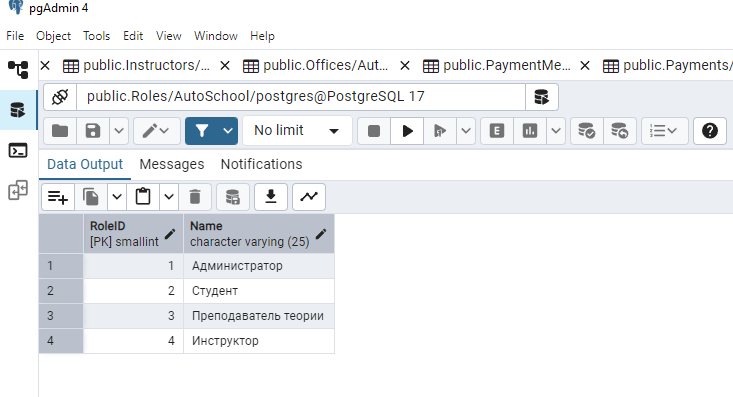 pgAdmin 4
File Object Tools Edit View Window Help
public.Instructors/... public.Offices/Aut... public.PaymentMe... public.Payments/
public.Roles/AutoSchool/postgres@PostgreSQL 17
No limit E
Data Output Messages Notifications
RoleID Name
[PK] smallint character varying (25)
1 1 Администратор
2 2 Студент
3 3 Преподаватель теории
4 4 Инструктор